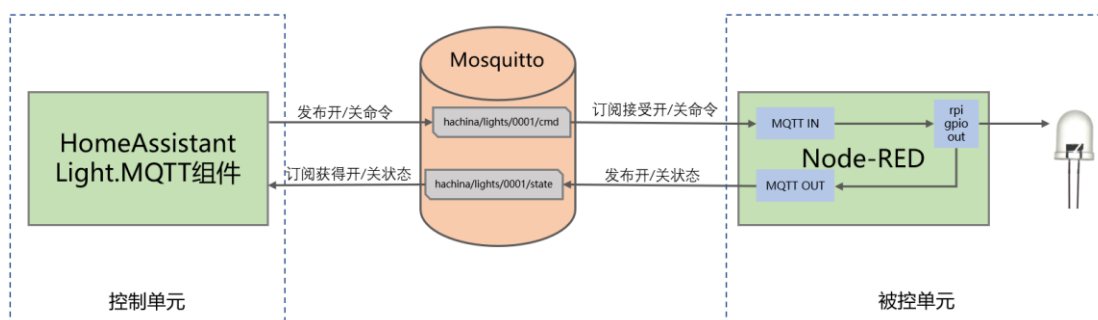 Mosquitto
HomeAssistant
Light.MQTT组件
发布开/关命令
hachina/lights/0001/cmd
订阅接受开/关命令
MQTT IN
rpi
gpio
out
Node-RED
订阅获得开/关状态
hachina/lights/0001/state
发布开/关状态
MQTT OUT
控制单元
被控单元